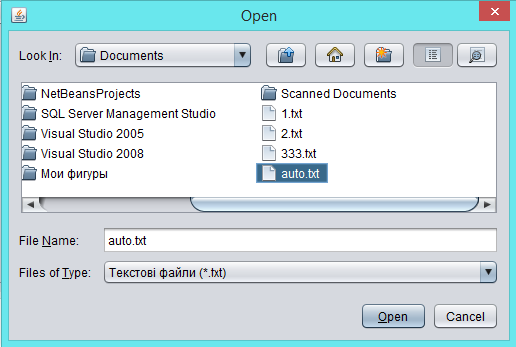 Open
Look In: Documents
NetBeansProjects
SQL Server Management Studio
Visual Studio 2005
Visual Studio 2008
Мои фигуры
Scanned Documents
1.txt
2.txt
333.txt
auto.txt
File Name: auto.txt
Files of Type: Текстові файли (*.txt)
Open Cancel